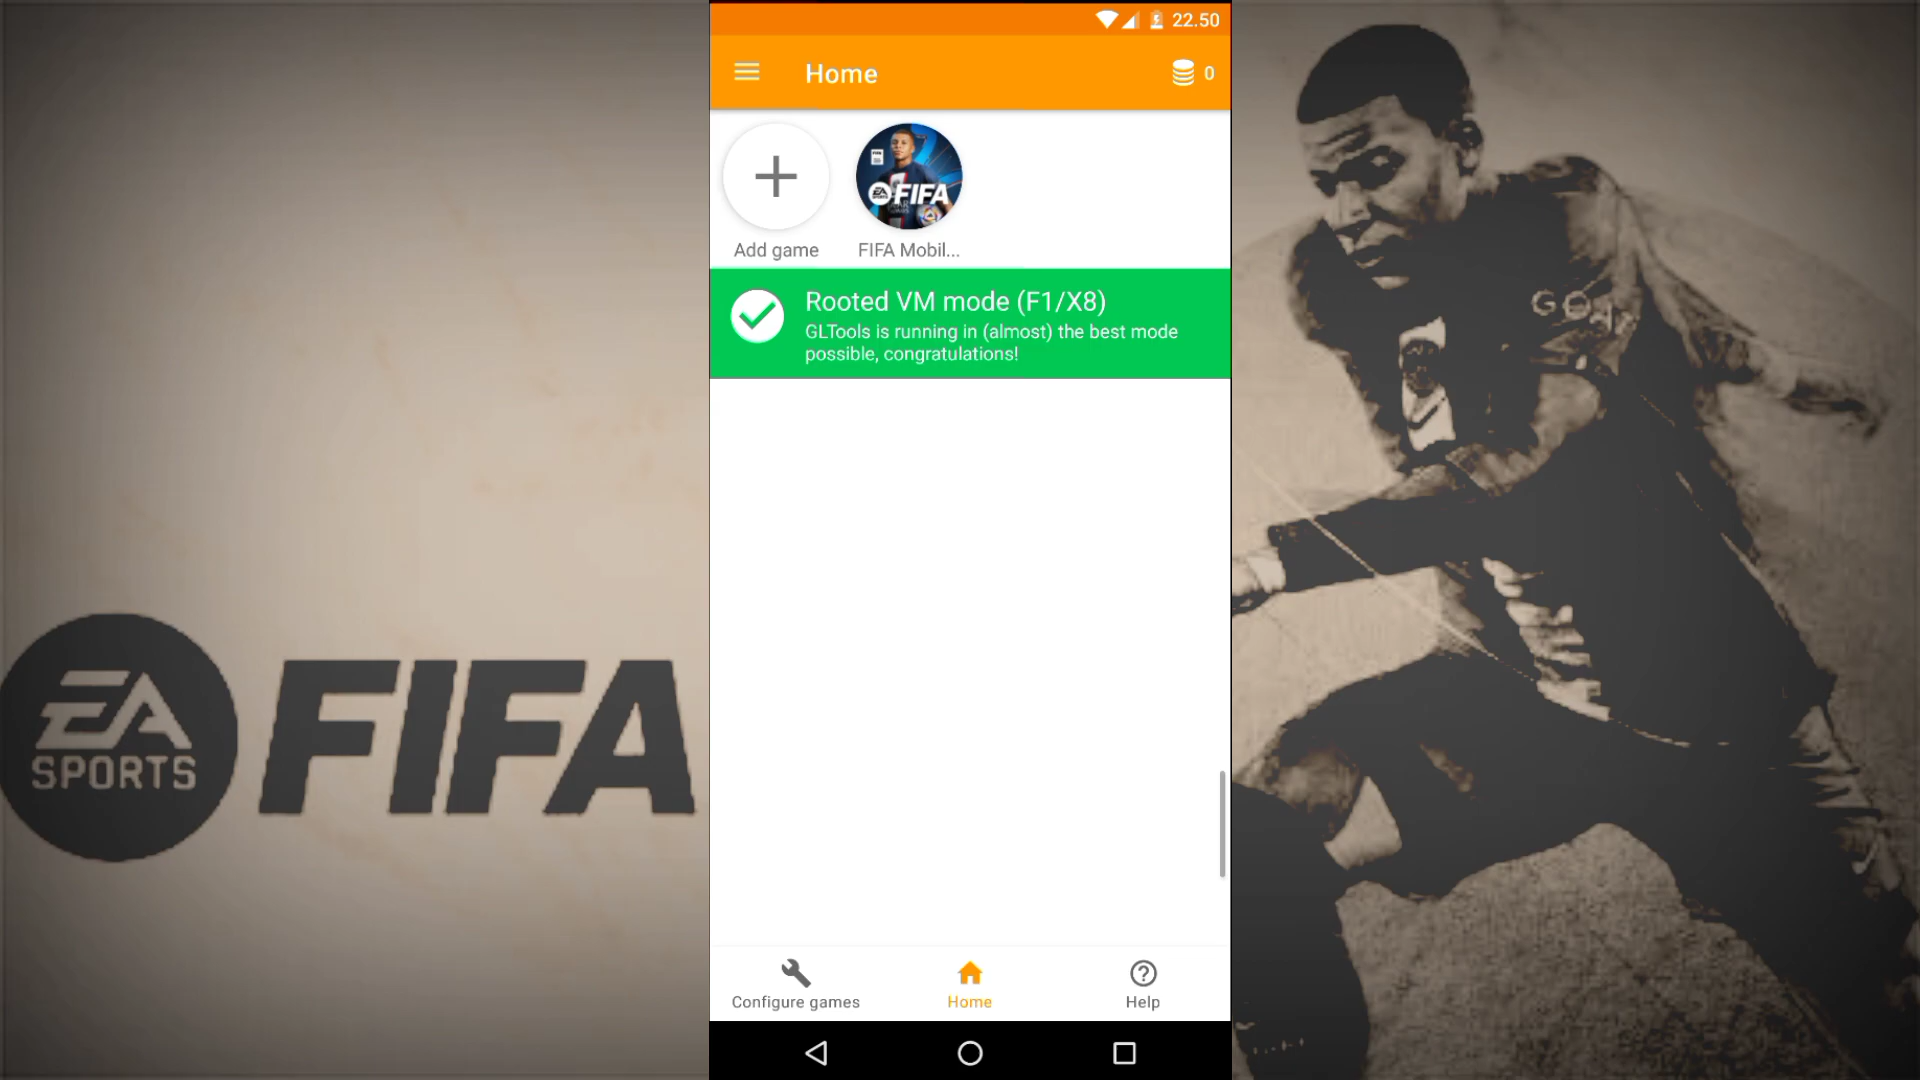 22.50
Home
0
FIFA
Add game
FIFA Mobil...
Rooted VM mode (F1/X8)
GLTools is running in (almost) the best mode
possible, congratulations!
EA
SPORTS
FIFA
Configure games
Home
Help